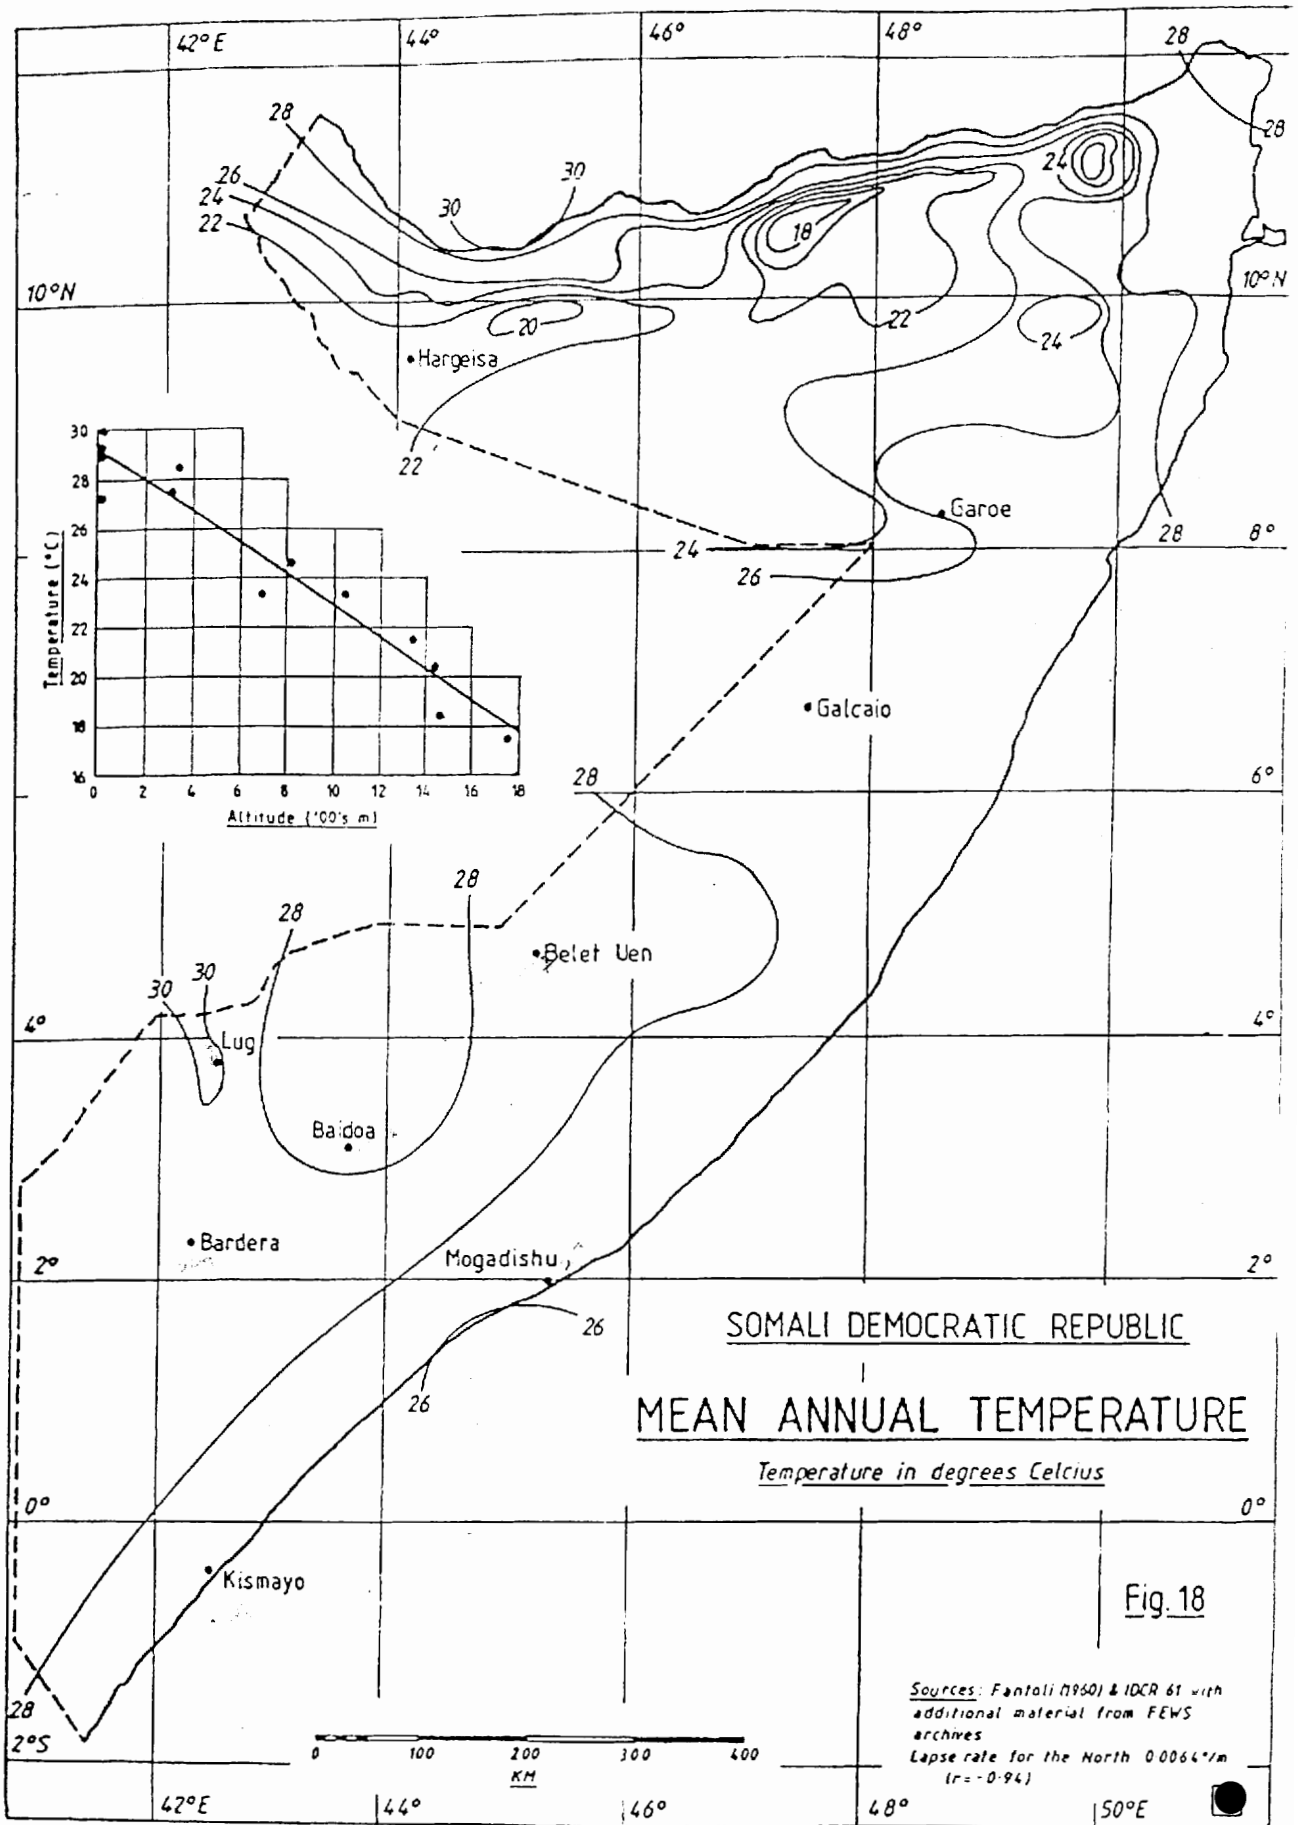 42°E 44° 46° 48°
28
28
28
26
24
22
30
30
24
18
10°N 10°N
22
20
24
Hargeisa
22
Garoe
28
24 8°
26
30
28
26
24
22
20
18
16
Temperature (°C)
0 2 4 6 8 10 12 14 16 18
Altitude ('00's m)
Galcaio
28 6°
28
28
Belet Uen
30
30
4° 4°
Lug
Baidoa
Bardera
Mogadishu
2° 2°
26
26
SOMALI DEMOCRATIC REPUBLIC
MEAN ANNUAL TEMPERATURE
Temperature in degrees Celcius
0° 0°
Kismayo
Fig. 18
28
2°S
Sources: Fantoli (1960) & IDCR 61 with
additional material from FEWS
archives
Lapse rate for the North 0.0064°/m
(r=-0.94)
0 100 200 300 400
KM
42°E 44° 46° 48° 50°E